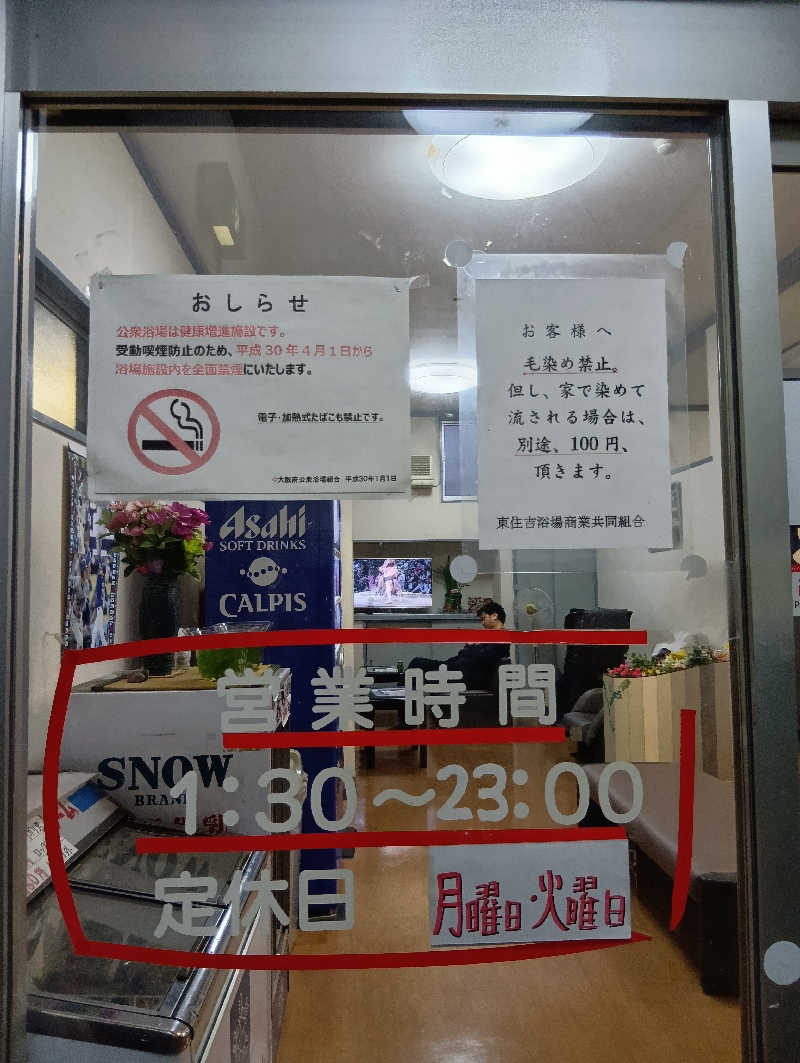 おしらせ
公衆浴場は健康増進施設です。
受動喫煙防止のため、平成30年4月1日から
浴場施設内を全面禁煙にいたします。
電子・加熱式たばこも禁止です。
©大阪府公衆浴場組合 平成30年1月1日
お客様へ
毛染め禁止。
但し、家で染めて
流される場合は、
別途、100円、
頂きます。
東住吉浴場商業共同組合
Asahi
SOFT DRINKS
CALPIS
営業時間
SNOW
BRAND
1:30〜23:00
定休日
月曜日・火曜日